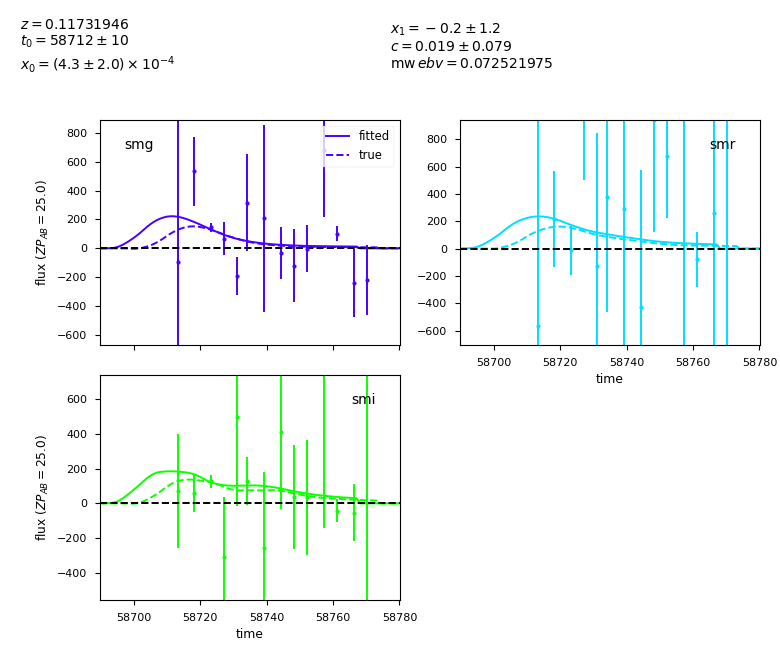 z = 0.11731946
t₀ = 58712 ± 10
x₀ = (4.3 ± 2.0) × 10⁻⁴
x₁ = −0.2 ± 1.2
c = 0.019 ± 0.079
mw ebv = 0.072521975
smg
fitted
true
800
600
400
200
0
−200
−400
−600
flux (ZP_AB = 25.0)
smr
800
600
400
200
0
−200
−400
−600
58700 58720 58740 58760 58780
time
smi
600
400
200
0
−200
−400
flux (ZP_AB = 25.0)
58700 58720 58740 58760 58780
time